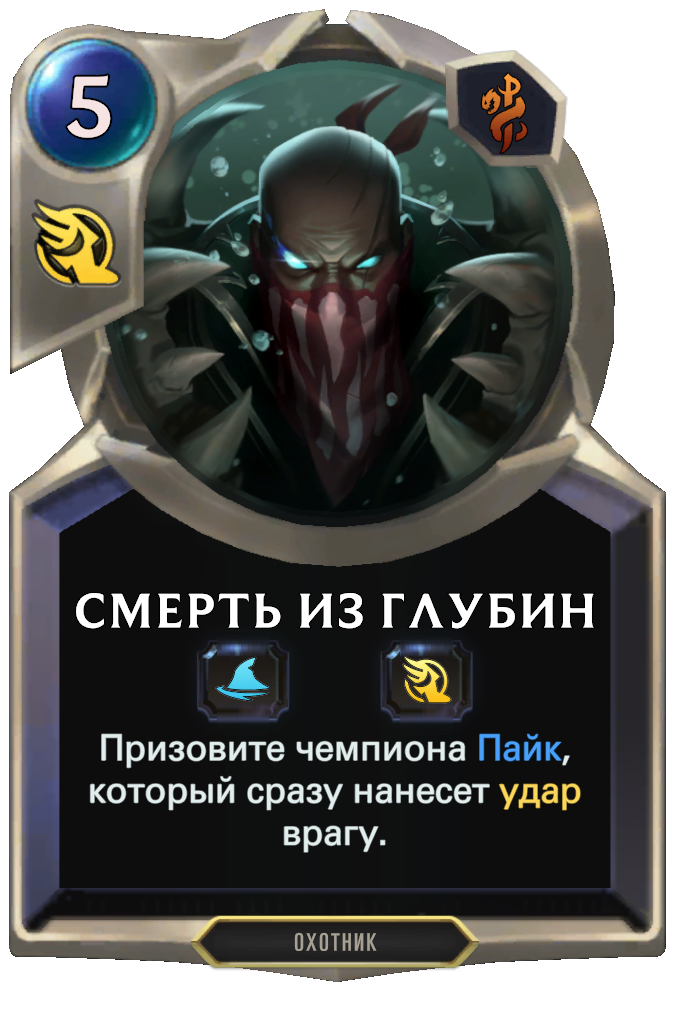 5
СМЕРТЬ ИЗ ГЛУБИН
Призовите чемпиона Пайк,
который сразу нанесет удар
врагу.
ОХОТНИК